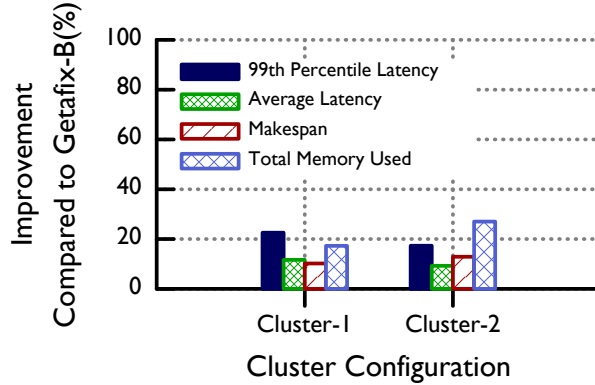 Improvement
Compared to Getafix-B(%)
100
80
60
40
20
0
99th Percentile Latency
Average Latency
Makespan
Total Memory Used
Cluster-1
Cluster-2
Cluster Configuration